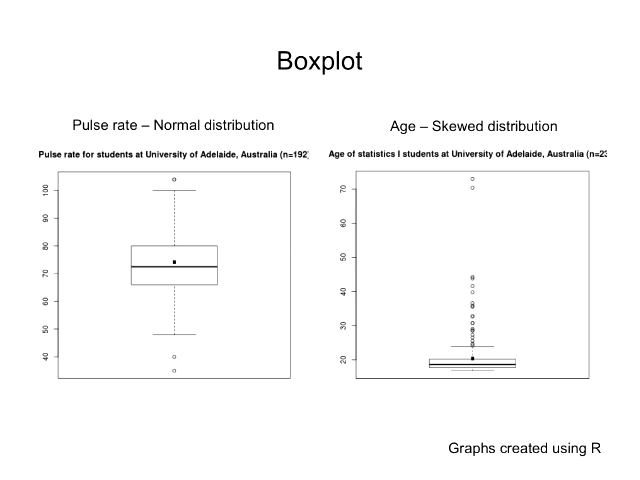 Boxplot
Pulse rate – Normal distribution
Age – Skewed distribution
Pulse rate for students at University of Adelaide, Australia (n=192)
Age of statistics I students at University of Adelaide, Australia (n=23
100
90
80
70
60
50
40
70
60
50
40
30
20
Graphs created using R